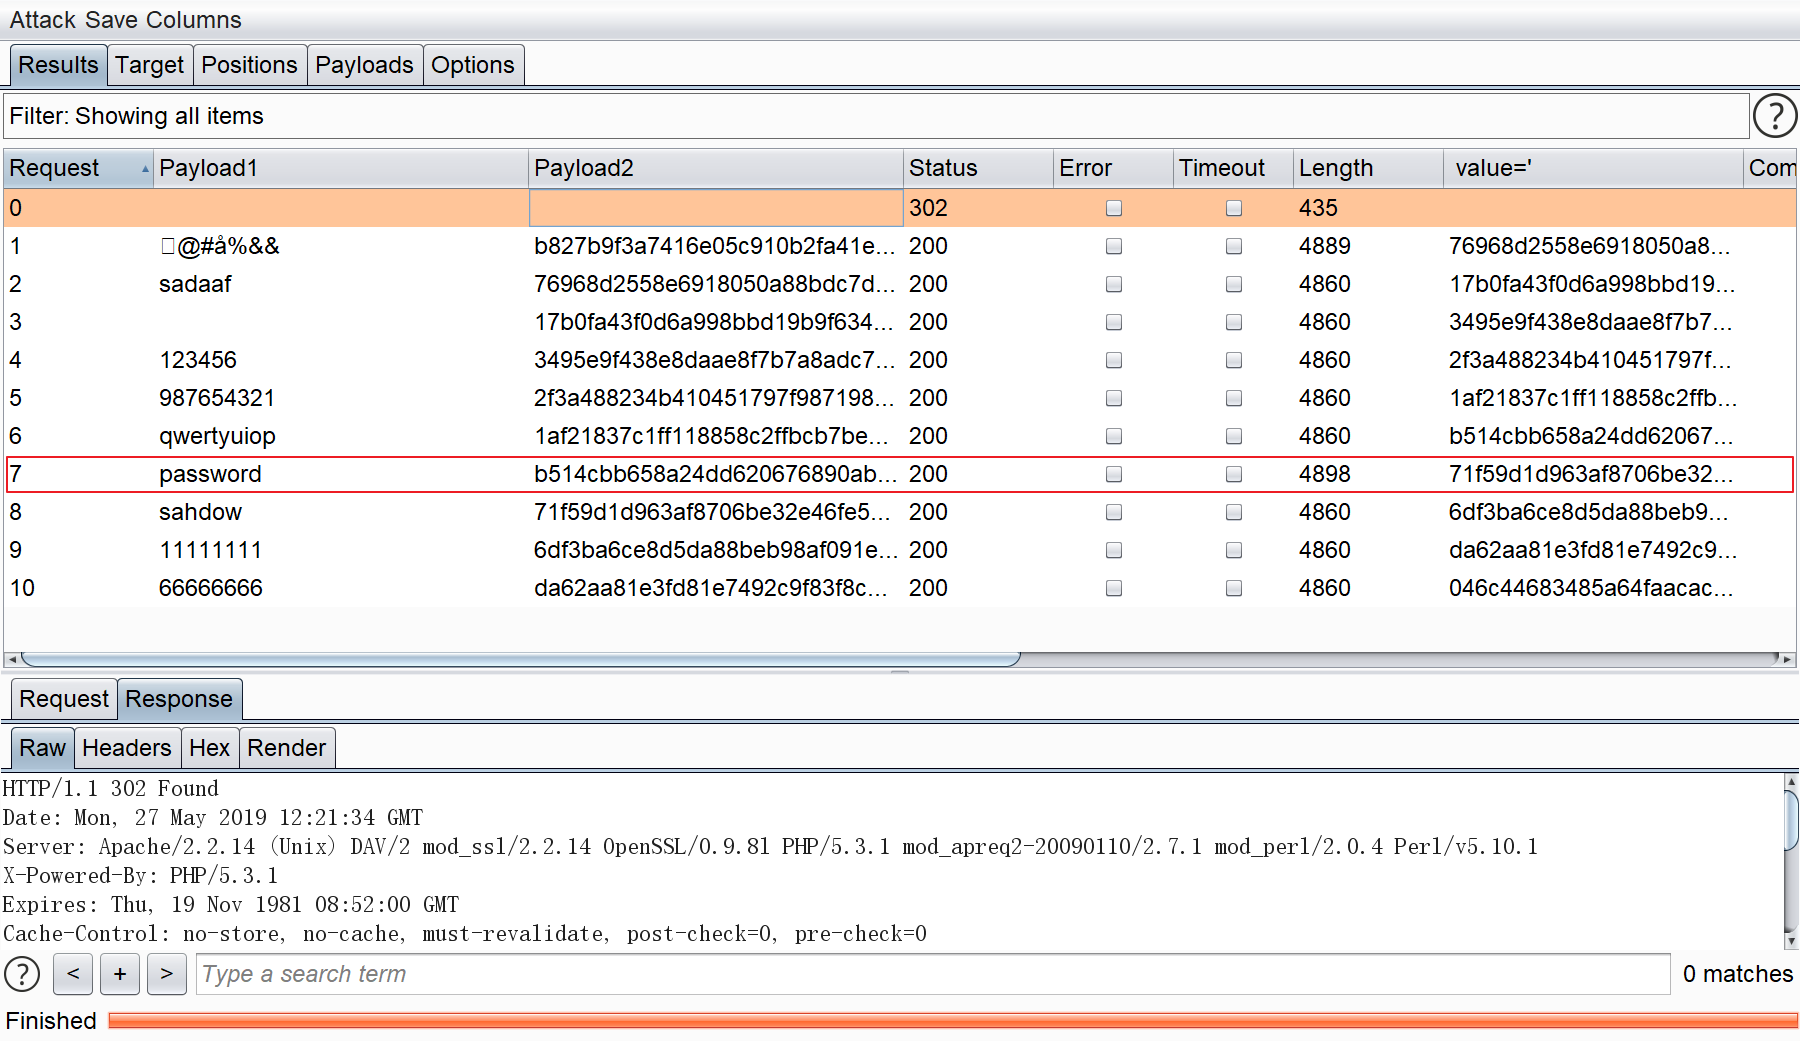 Attack Save Columns
Results Target Positions Payloads Options
Filter: Showing all items ?
Request Payload1 Payload2 Status Error Timeout Length value=' Com
0 302 435
1 □@#å%&& b827b9f3a7416e05c910b2fa41e... 200 4889 76968d2558e6918050a8...
2 sadaaf 76968d2558e6918050a88bdc7d... 200 4860 17b0fa43f0d6a998bbd19...
3 17b0fa43f0d6a998bbd19b9f634... 200 4860 3495e9f438e8daae8f7b7...
4 123456 3495e9f438e8daae8f7b7a8adc7... 200 4860 2f3a488234b410451797f...
5 987654321 2f3a488234b410451797f987198... 200 4860 1af21837c1ff118858c2ffb...
6 qwertyuiop 1af21837c1ff118858c2ffbcb7be... 200 4860 b514cbb658a24dd62067...
7 password b514cbb658a24dd620676890ab... 200 4898 71f59d1d963af8706be32...
8 sahdow 71f59d1d963af8706be32e46fe5... 200 4860 6df3ba6ce8d5da88beb9...
9 11111111 6df3ba6ce8d5da88beb98af091e... 200 4860 da62aa81e3fd81e7492c9...
10 66666666 da62aa81e3fd81e7492c9f83f8c... 200 4860 046c44683485a64faacac...
Request Response
Raw Headers Hex Render
HTTP/1.1 302 Found
Date: Mon, 27 May 2019 12:21:34 GMT
Server: Apache/2.2.14 (Unix) DAV/2 mod_ssl/2.2.14 OpenSSL/0.9.8l PHP/5.3.1 mod_apreq2-20090110/2.7.1 mod_perl/2.0.4 Perl/v5.10.1
X-Powered-By: PHP/5.3.1
Expires: Thu, 19 Nov 1981 08:52:00 GMT
Cache-Control: no-store, no-cache, must-revalidate, post-check=0, pre-check=0
? < + > Type a search term 0 matches
Finished